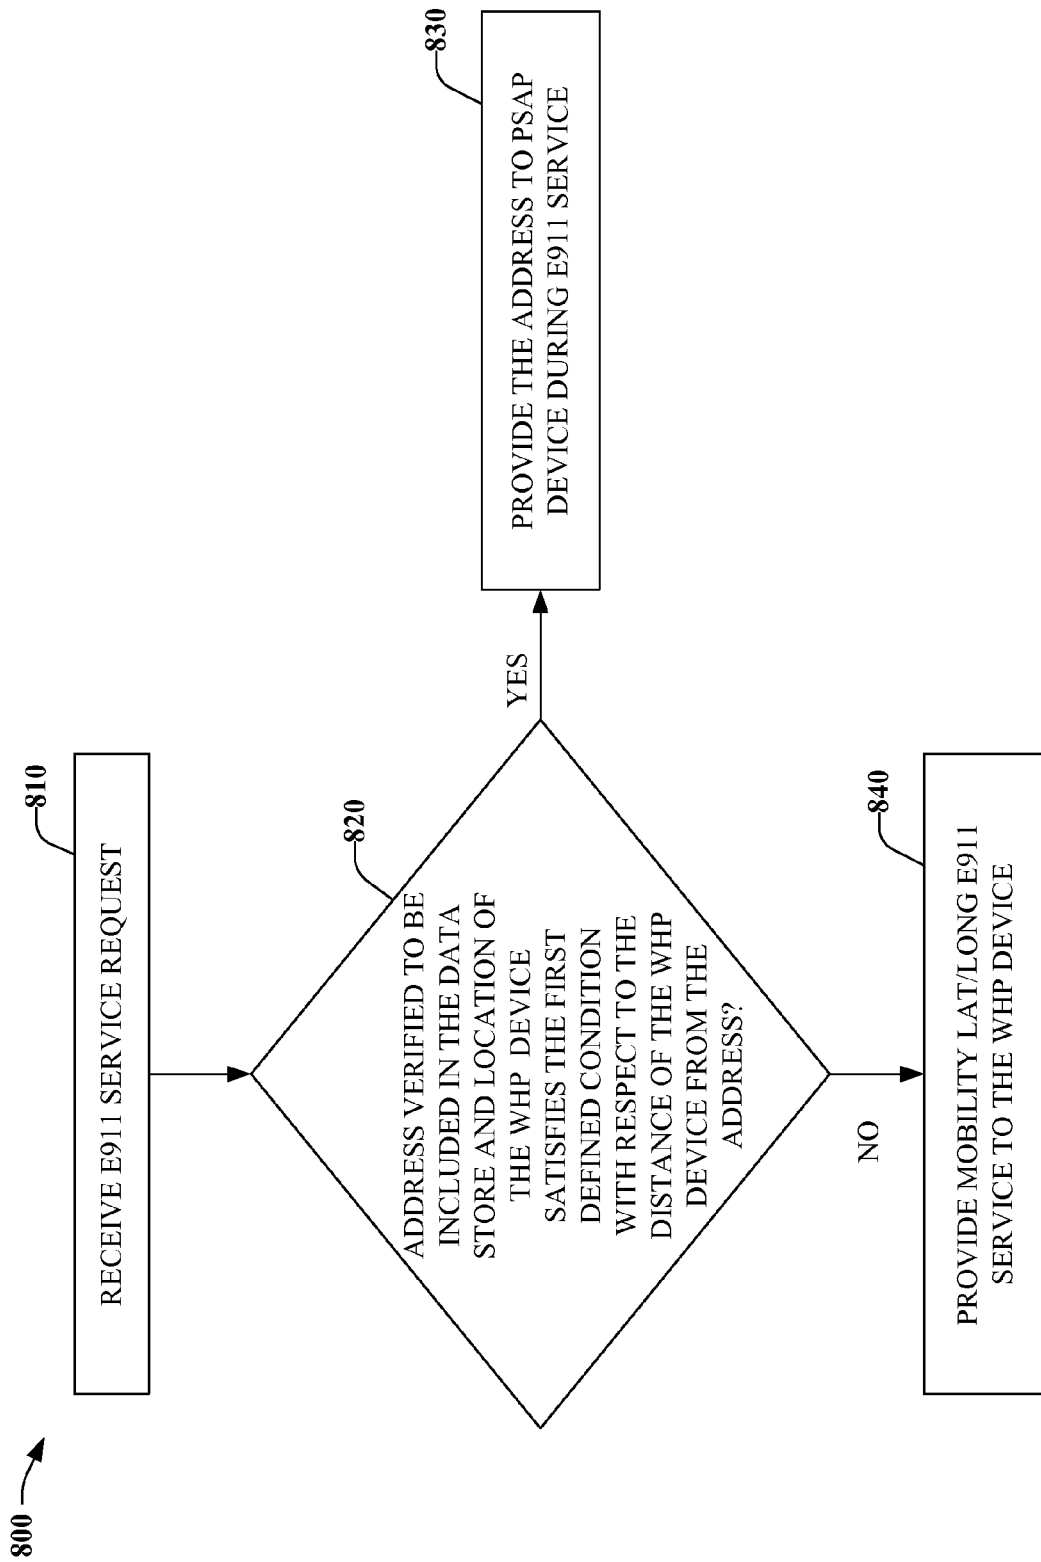 800
810
RECEIVE E911 SERVICE REQUEST
820
ADDRESS VERIFIED TO BE
INCLUDED IN THE DATA
STORE AND LOCATION OF
THE WHP DEVICE
SATISFIES THE FIRST
DEFINED CONDITION
WITH RESPECT TO THE
DISTANCE OF THE WHP
DEVICE FROM THE
ADDRESS?
YES
830
PROVIDE THE ADDRESS TO PSAP
DEVICE DURING E911 SERVICE
NO
840
PROVIDE MOBILITY LAT/LONG E911
SERVICE TO THE WHP DEVICE